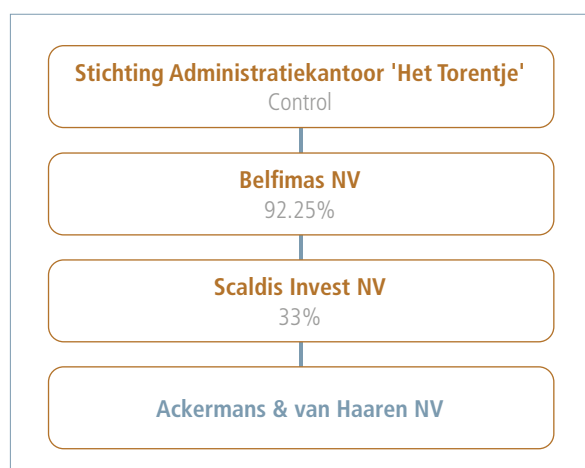 Stichting Administratiekantoor 'Het Torentje'
Control
Belfimas NV
92.25%
Scaldis Invest NV
33%
Ackermans & van Haaren NV